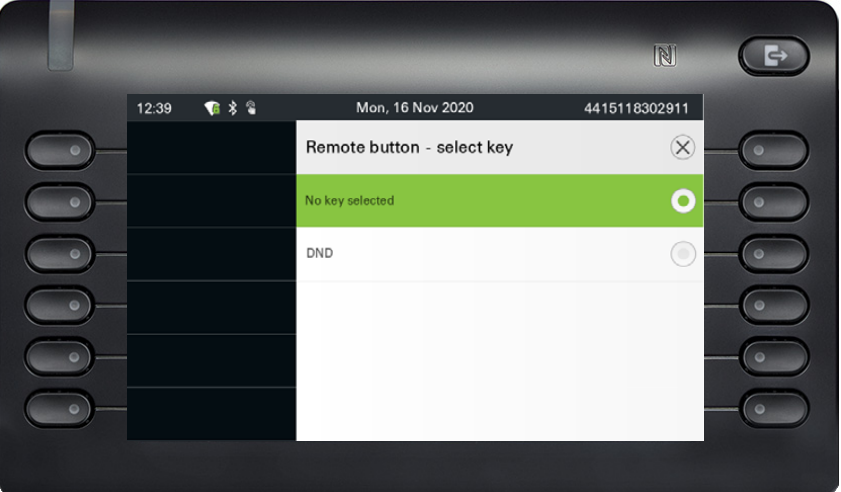 12:39 Mon, 16 Nov 2020 4415118302911
Remote button - select key
No key selected
DND